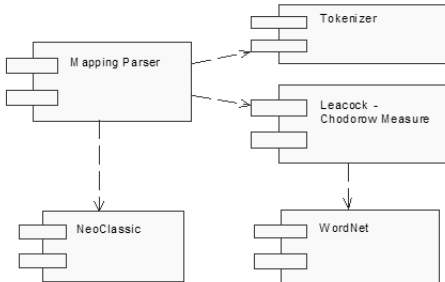 Tokenizer
Mapping Parser
Leacock -
Chodorow Measure
NeoClassic
WordNet